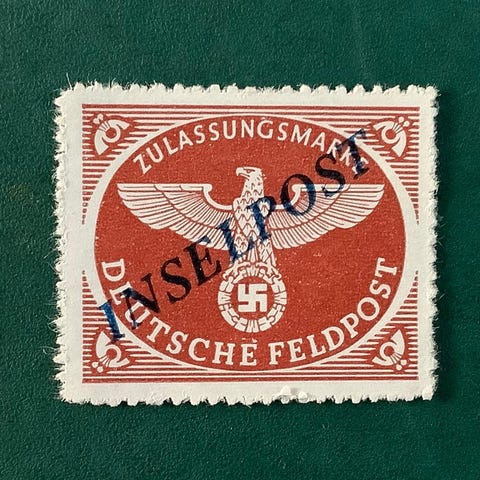 ZULASSUNGSMARKE
INSELPOST
DEUTSCHE FELDPOST